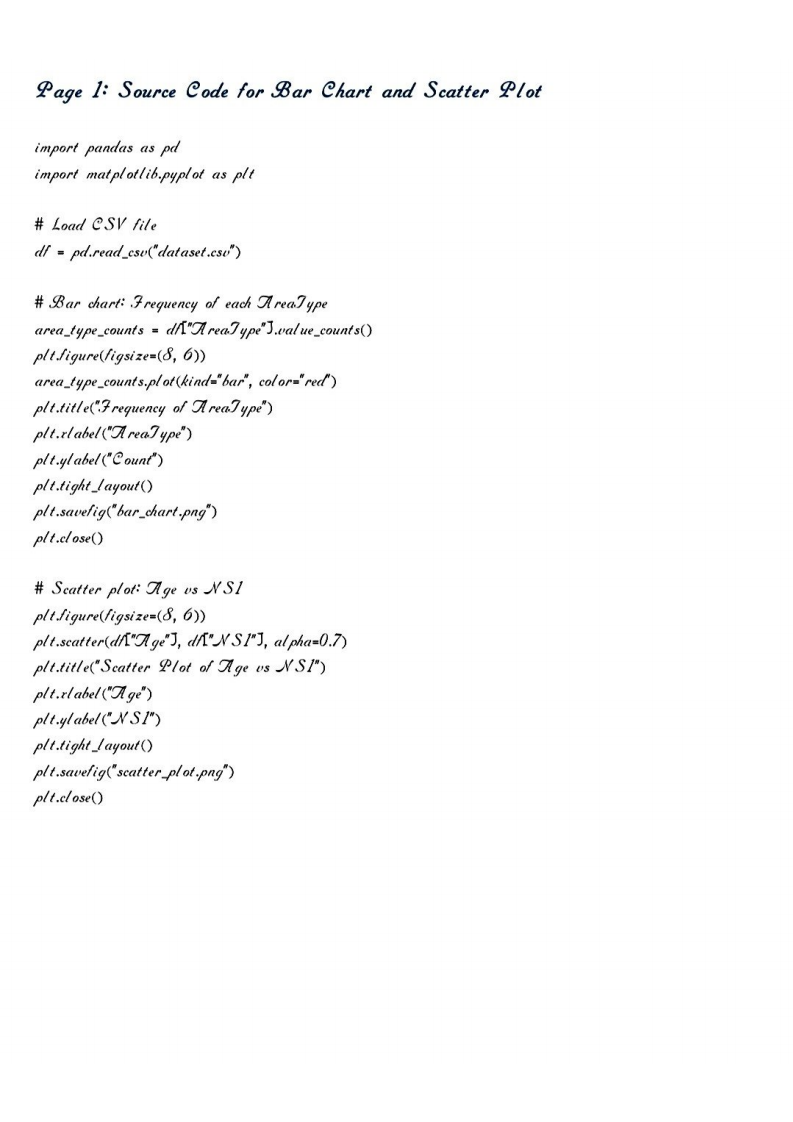 Page 1: Source Code for Bar Chart and Scatter Plot
import pandas as pd
import matplotlib.pyplot as plt
# Load CSV file
df = pd.read_csv("dataset.csv")
# Bar chart: Frequency of each AreaType
area_type_counts = df["AreaType"].value_counts()
plt.figure(figsize=(8, 6))
area_type_counts.plot(kind="bar", color="red")
plt.title("Frequency of AreaType")
plt.xlabel("AreaType")
plt.ylabel("Count")
plt.tight_layout()
plt.savefig("bar_chart.png")
plt.close()
# Scatter plot: Age vs NS1
plt.figure(figsize=(8, 6))
plt.scatter(df["Age"], df["NS1"], alpha=0.7)
plt.title("Scatter Plot of Age vs NS1")
plt.xlabel("Age")
plt.ylabel("NS1")
plt.tight_layout()
plt.savefig("scatter_plot.png")
plt.close()